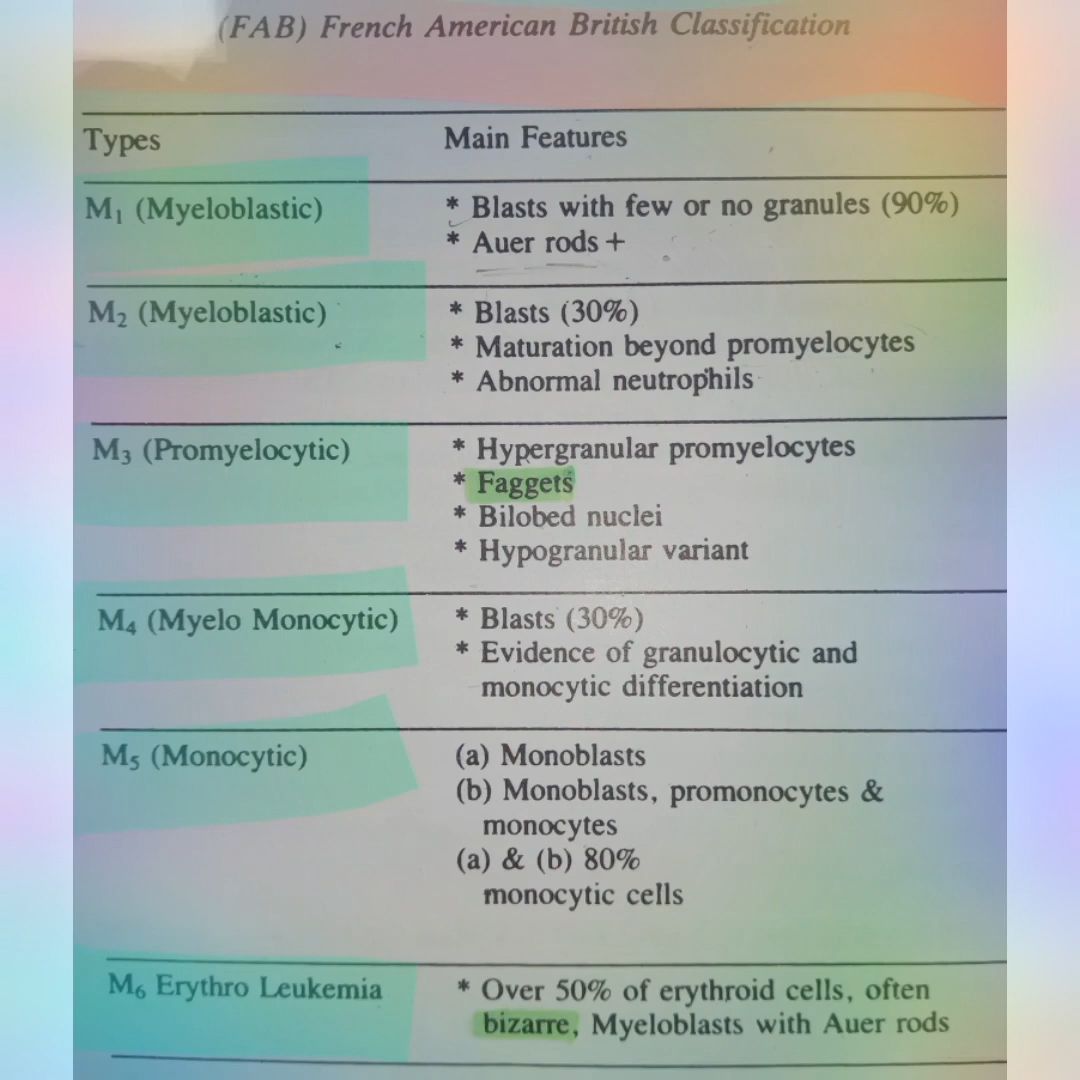 (FAB) French American British Classification
Types Main Features
M₁ (Myeloblastic) * Blasts with few or no granules (90%)
* Auer rods +
M₂ (Myeloblastic) * Blasts (30%)
* Maturation beyond promyelocytes
* Abnormal neutrophils
M₃ (Promyelocytic) * Hypergranular promyelocytes
* Faggets
* Bilobed nuclei
* Hypogranular variant
M₄ (Myelo Monocytic) * Blasts (30%)
* Evidence of granulocytic and
monocytic differentiation
M₅ (Monocytic) (a) Monoblasts
(b) Monoblasts, promonocytes &
monocytes
(a) & (b) 80%
monocytic cells
M₆ Erythro Leukemia * Over 50% of erythroid cells, often
bizarre, Myeloblasts with Auer rods